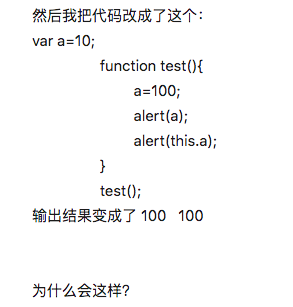 然后我把代码改成了这个：
var a=10;
function test(){
a=100;
alert(a);
alert(this.a);
}
test();
输出结果变成了 100 100
为什么会这样?